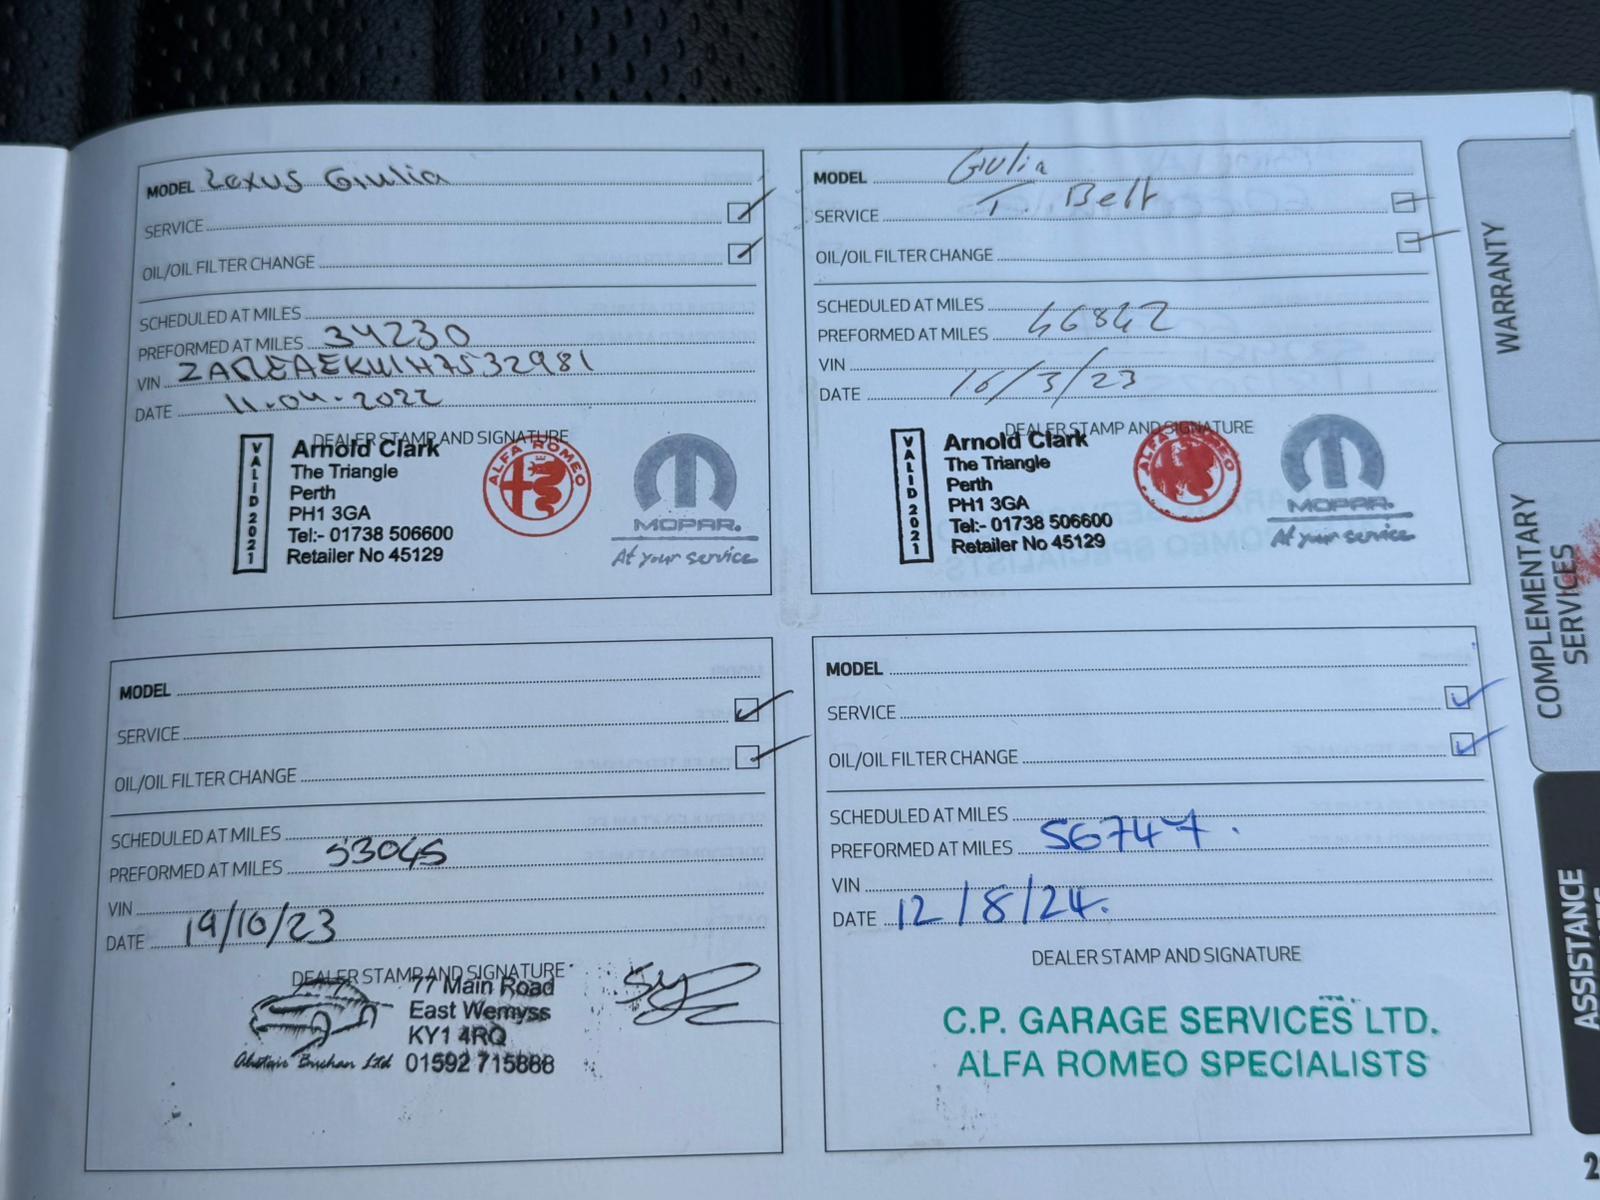 MODEL Lexus Giulia
SERVICE
OIL/OIL FILTER CHANGE
SCHEDULED AT MILES
PREFORMED AT MILES 34230
VIN ZAREAEKW1H7532981
DATE 11.04.2022
DEALER STAMP AND SIGNATURE
VALID 2021
Arnold Clark
The Triangle
Perth
PH1 3GA
Tel:- 01738 506600
Retailer No 45129
ALFA ROMEO
MOPAR.
At your service
MODEL Giulia
SERVICE T. Belt
OIL/OIL FILTER CHANGE
SCHEDULED AT MILES
PREFORMED AT MILES 46842
VIN
DATE 16/3/23
DEALER STAMP AND SIGNATURE
VALID 2021
Arnold Clark
The Triangle
Perth
PH1 3GA
Tel:- 01738 506600
Retailer No 45129
ALFA ROMEO
MOPAR.
At your service
MODEL
SERVICE
OIL/OIL FILTER CHANGE
SCHEDULED AT MILES
PREFORMED AT MILES 53045
VIN
DATE 19/10/23
DEALER STAMP AND SIGNATURE
77 Main Road
East Wemyss
KY1 4RQ
Alastair Buchan Ltd 01592 715888
MODEL
SERVICE
OIL/OIL FILTER CHANGE
SCHEDULED AT MILES
PREFORMED AT MILES 56747.
VIN
DATE 12/8/24.
DEALER STAMP AND SIGNATURE
C.P. GARAGE SERVICES LTD.
ALFA ROMEO SPECIALISTS
WARRANTY
COMPLEMENTARY
SERVICES
ASSISTANCE